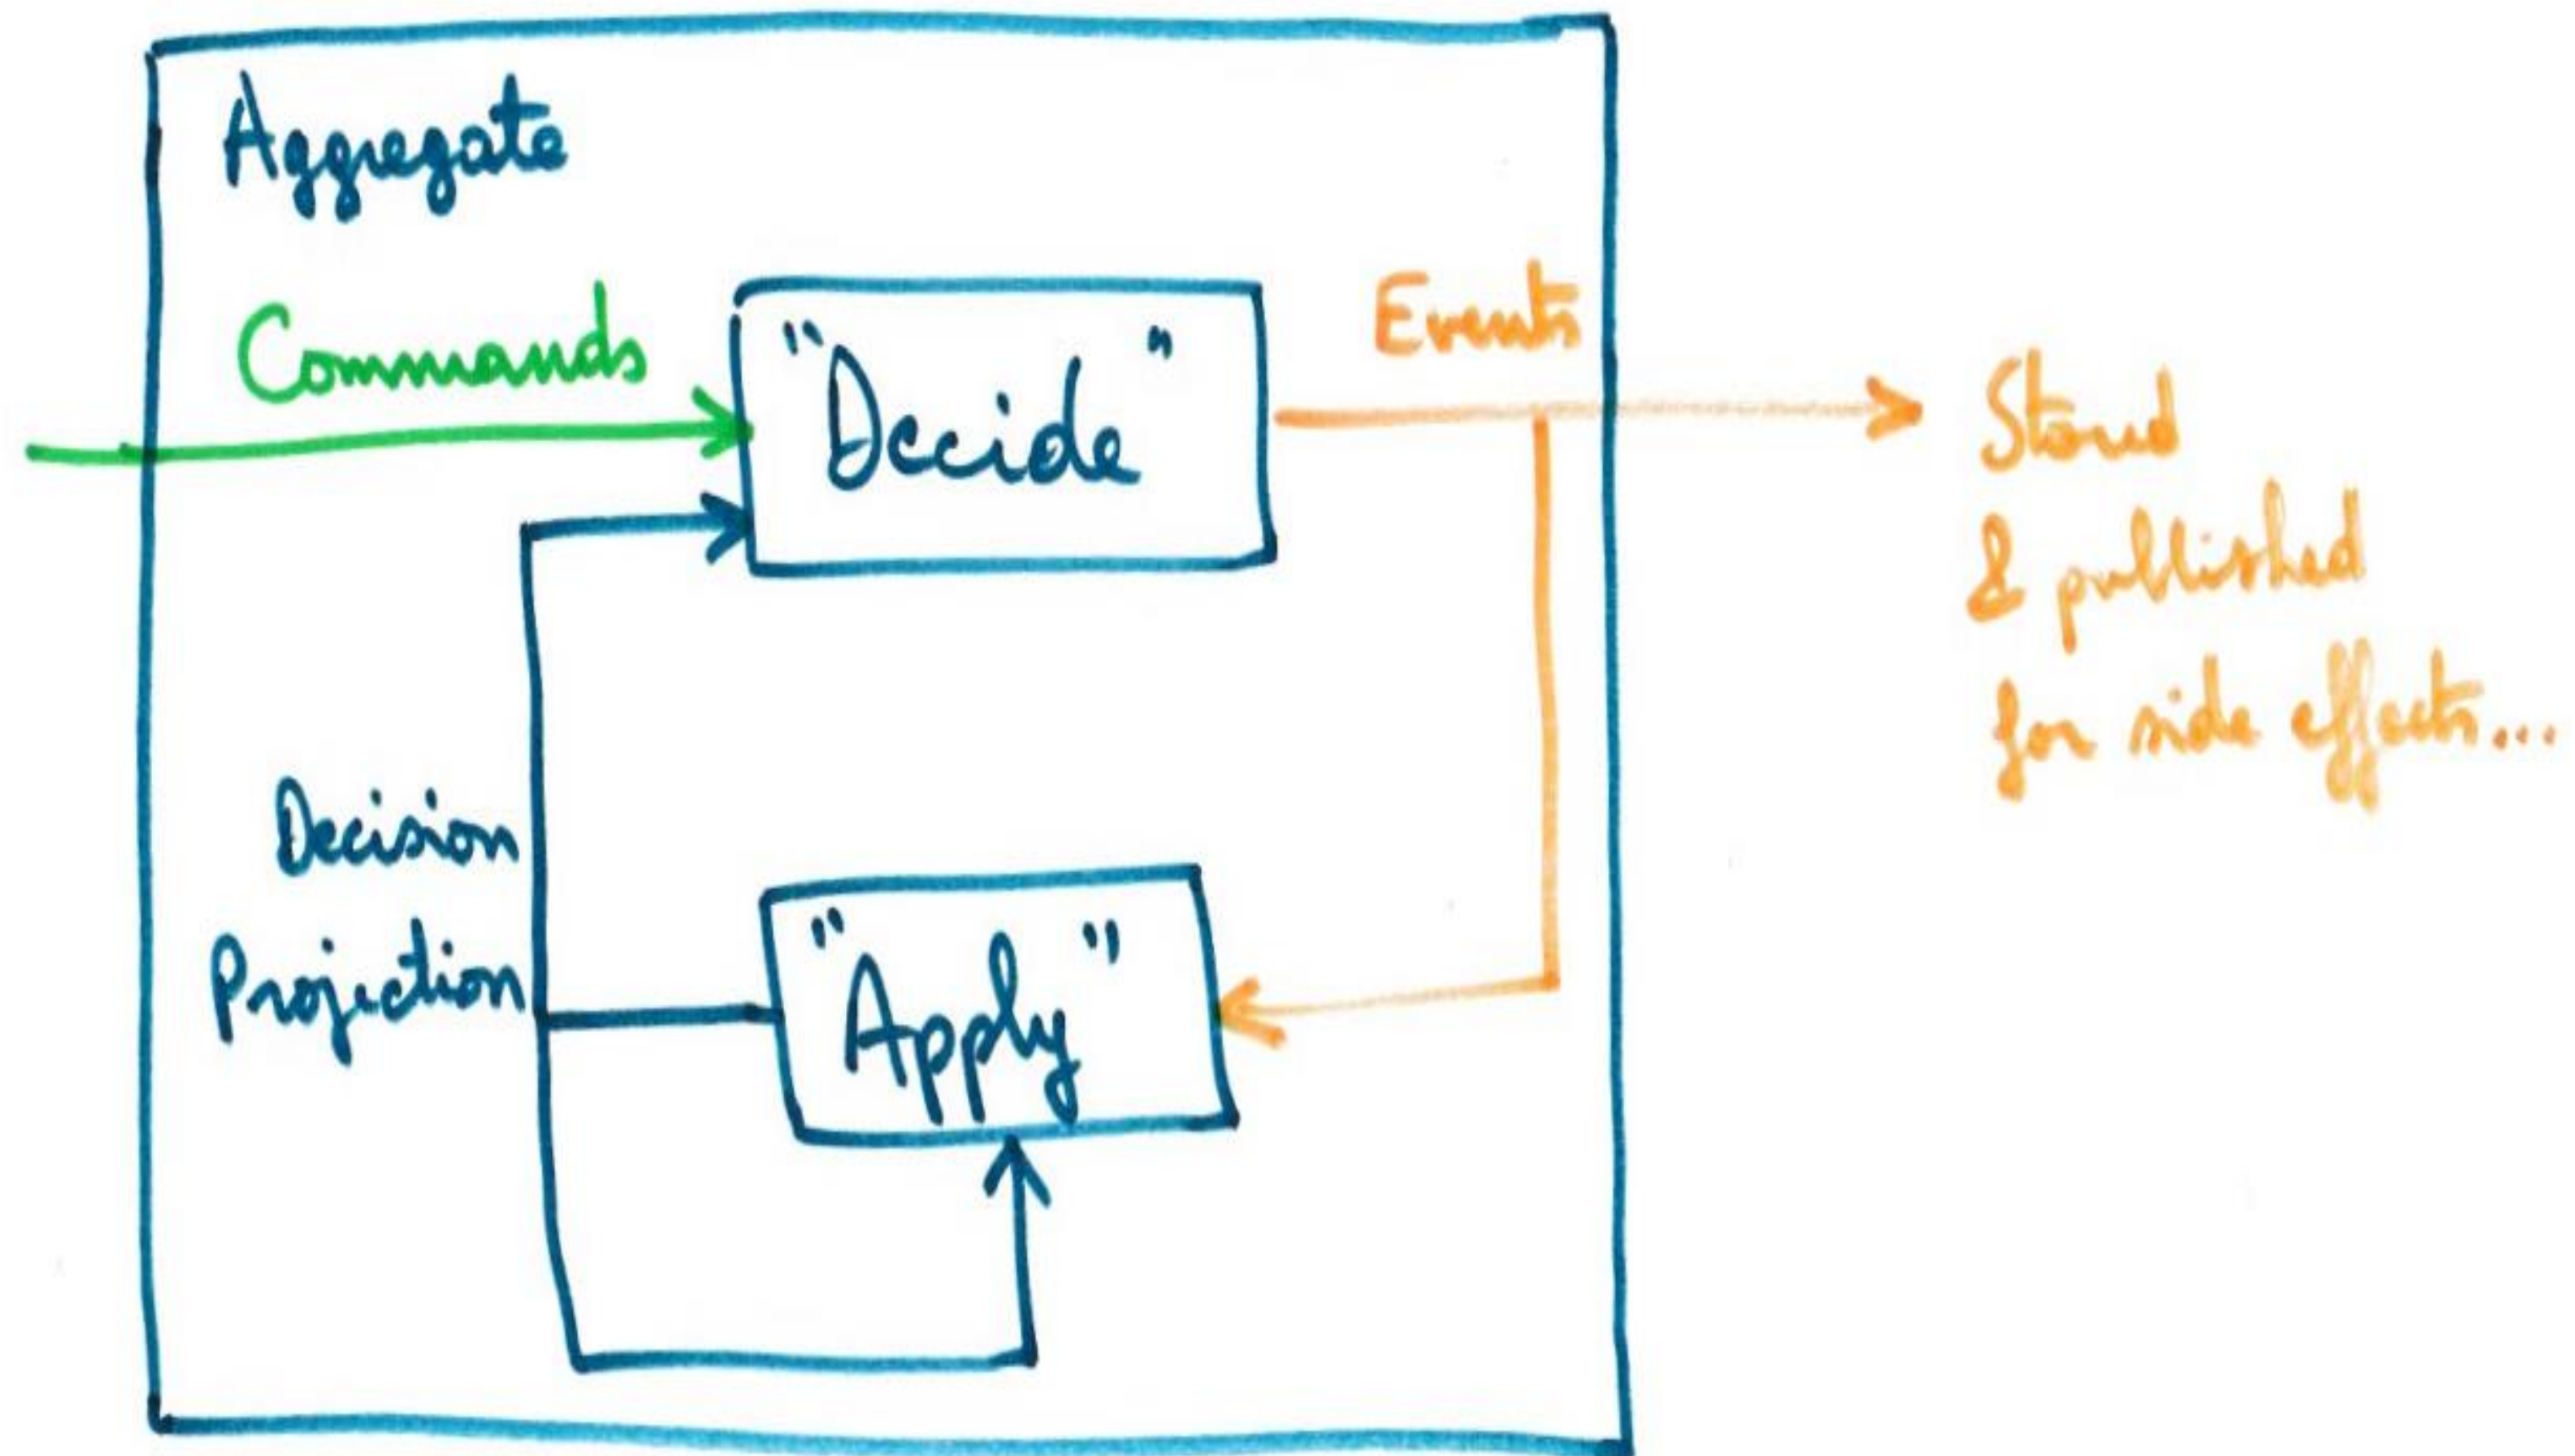 Aggregate
Commands
"Decide"
Events
Stored
& published
for side effects...
Decision
Projection
"Apply"